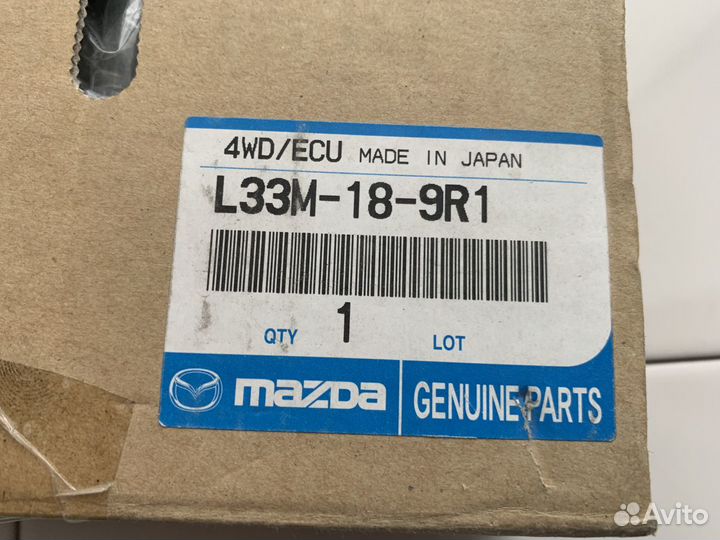 4WD/ECU MADE IN JAPAN
L33M-18-9R1
QTY 1 LOT
mazda GENUINE PARTS
Avito